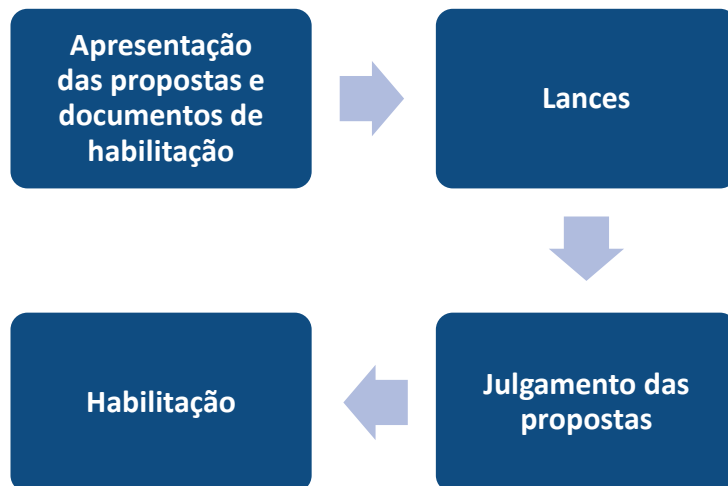 Apresentação
das propostas e
documentos de
habilitação
Lances
Julgamento das
propostas
Habilitação